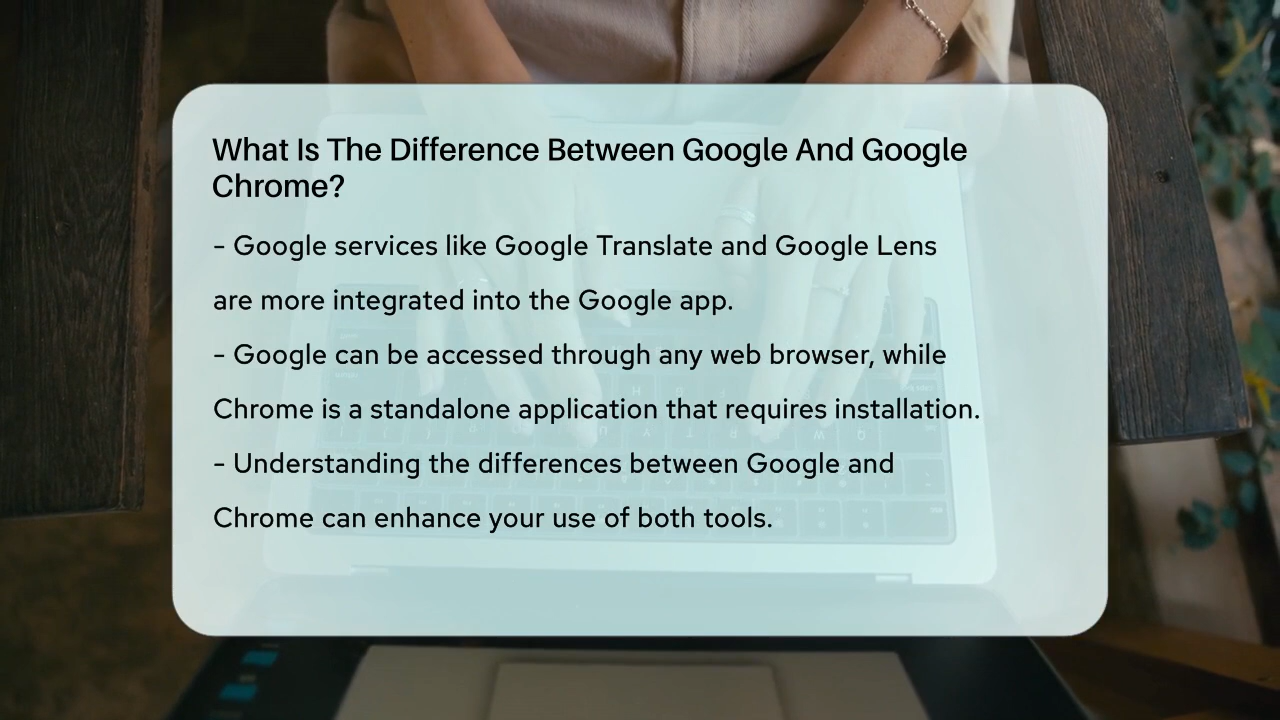 What Is The Difference Between Google And Google
Chrome?
– Google services like Google Translate and Google Lens
are more integrated into the Google app.
– Google can be accessed through any web browser, while
Chrome is a standalone application that requires installation.
– Understanding the differences between Google and
Chrome can enhance your use of both tools.